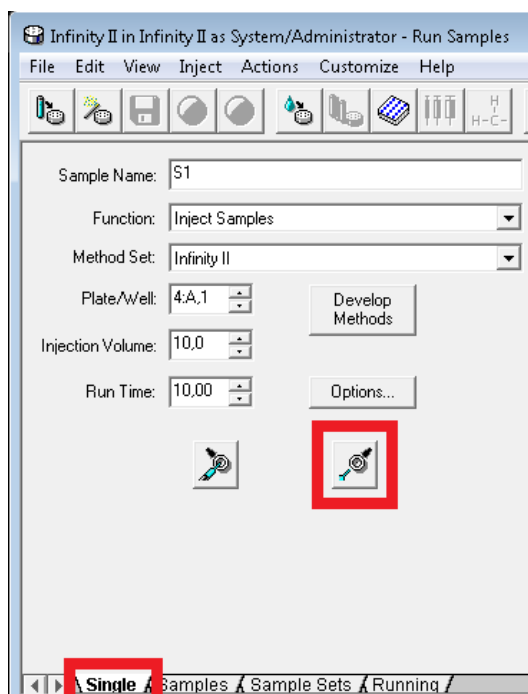 Infinity II in Infinity II as System/Administrator - Run Samples
File Edit View Inject Actions Customize Help
H
H-C-
Sample Name: S1
Function: Inject Samples
Method Set: Infinity II
Plate/Well: 4:A,1
Develop
Methods
Injection Volume: 10,0
Run Time: 10,00
Options...
Single Samples Sample Sets Running